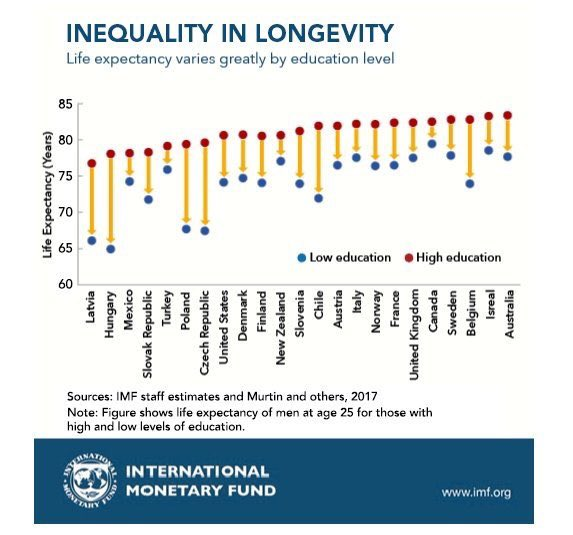 INEQUALITY IN LONGEVITY
Life expectancy varies greatly by education level
Life Expectancy (Years)
85
80
75
70
65
60
Low education
High education
Latvia
Hungary
Mexico
Slovak Republic
Turkey
Poland
Czech Republic
United States
Denmark
Finland
New Zealand
Slovenia
Chile
Austria
Italy
Norway
France
United Kingdom
Canada
Sweden
Belgium
Isreal
Australia
Sources: IMF staff estimates and Murtin and others, 2017
Note: Figure shows life expectancy of men at age 25 for those with
high and low levels of education.
INTERNATIONAL
MONETARY FUND
INTERNATIONAL
MONETARY FUND
www.imf.org